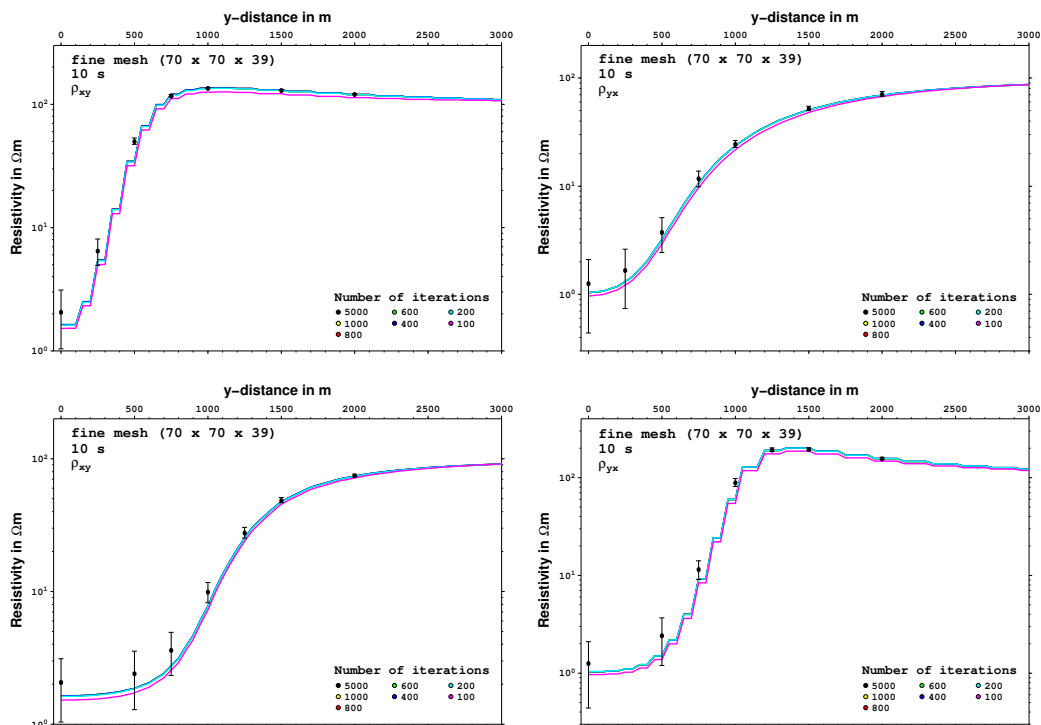 y-distance in m
0 500 1000 1500 2000 2500 3000
fine mesh (70 x 70 x 39)
10 s
ρxy
10²
10¹
10⁰
Resistivity in Ωm
Number of iterations
5000 600 200
1000 400 100
800
y-distance in m
0 500 1000 1500 2000 2500 3000
fine mesh (70 x 70 x 39)
10 s
ρyx
10²
10¹
10⁰
Resistivity in Ωm
Number of iterations
5000 600 200
1000 400 100
800
y-distance in m
0 500 1000 1500 2000 2500 3000
fine mesh (70 x 70 x 39)
10 s
ρxy
10²
10¹
10⁰
Resistivity in Ωm
Number of iterations
5000 600 200
1000 400 100
800
y-distance in m
0 500 1000 1500 2000 2500 3000
fine mesh (70 x 70 x 39)
10 s
ρyx
10²
10¹
10⁰
Resistivity in Ωm
Number of iterations
5000 600 200
1000 400 100
800